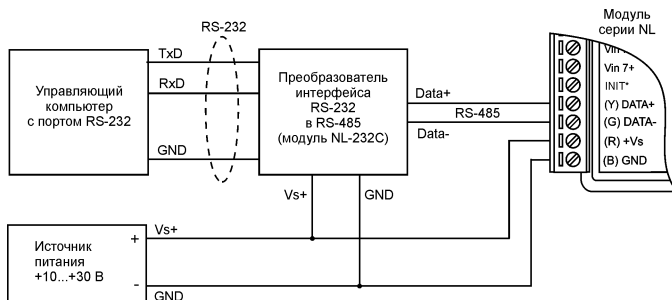 RS-232
Модуль
серии NL
TxD
RxD
GND
Управляющий
компьютер
с портом RS-232
Преобразователь
интерфейса
RS-232
в RS-485
(модуль NL-232C)
Data+
RS-485
Data-
Vin
Vin 7+
INIT*
(Y) DATA+
(G) DATA-
(R) +Vs
(B) GND
Vs+
GND
Источник
питания
+10...+30 В
+
-
Vs+
GND